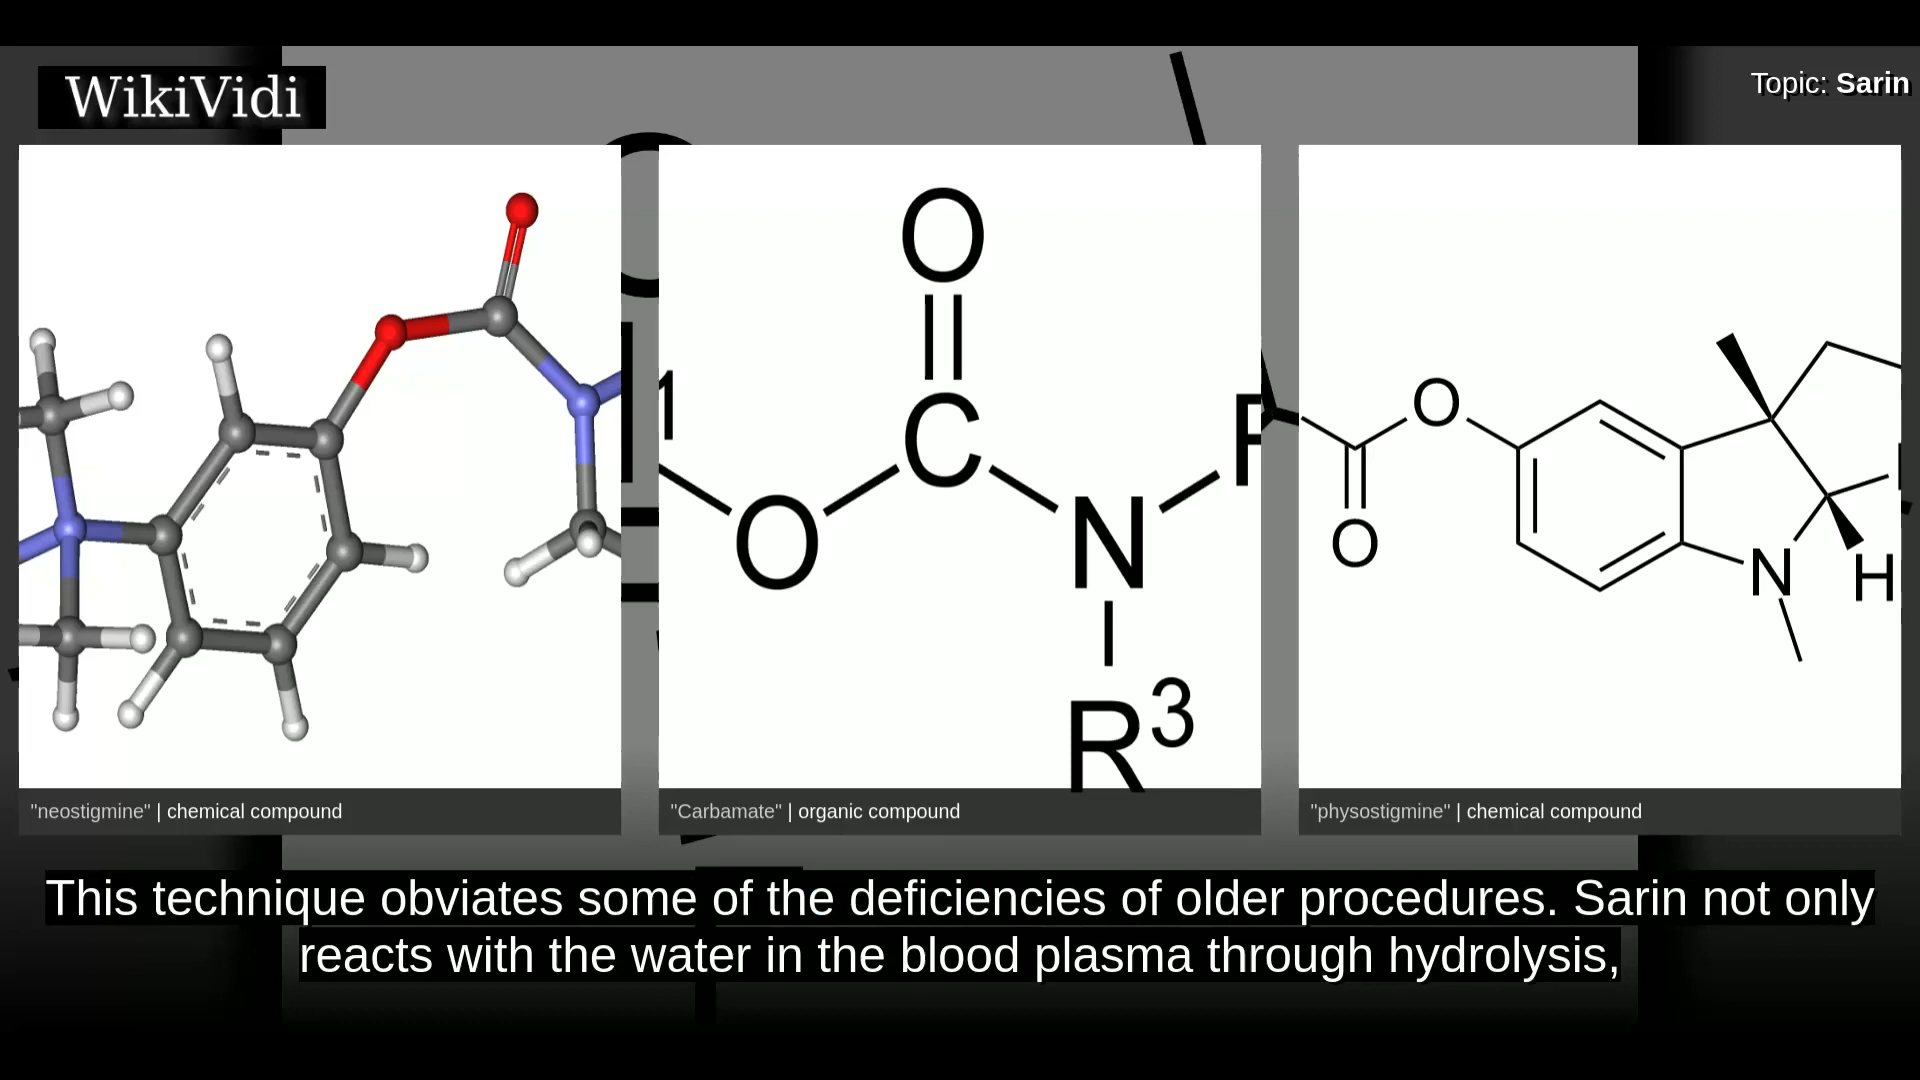 WikiVidi
Topic: Sarin
O
1
O
C
N
R3
O
O
N
H
"neostigmine" | chemical compound
"Carbamate" | organic compound
"physostigmine" | chemical compound
This technique obviates some of the deficiencies of older procedures. Sarin not only
reacts with the water in the blood plasma through hydrolysis,